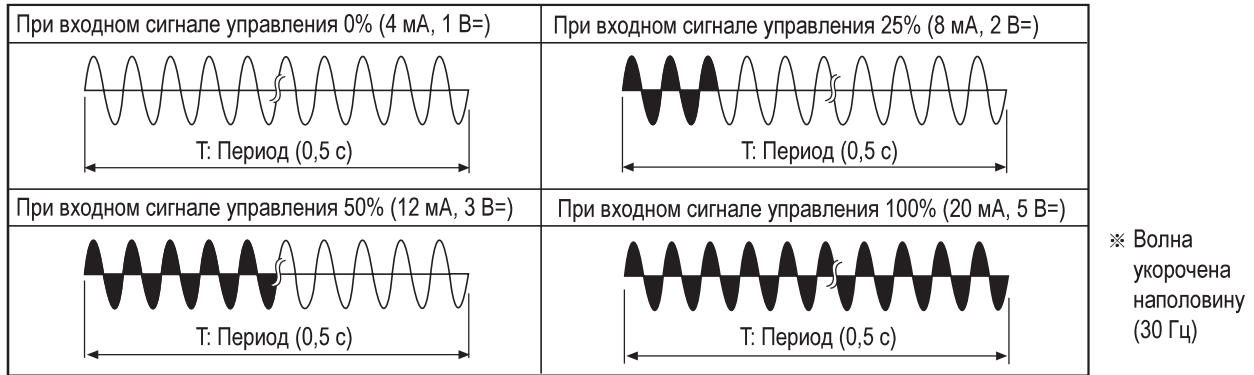 При входном сигнале управления 0% (4 мА, 1 В=)
При входном сигнале управления 25% (8 мА, 2 В=)
T: Период (0,5 с)
T: Период (0,5 с)
При входном сигнале управления 50% (12 мА, 3 В=)
При входном сигнале управления 100% (20 мА, 5 В=)
T: Период (0,5 с)
T: Период (0,5 с)
※ Волна
укорочена
наполовину
(30 Гц)